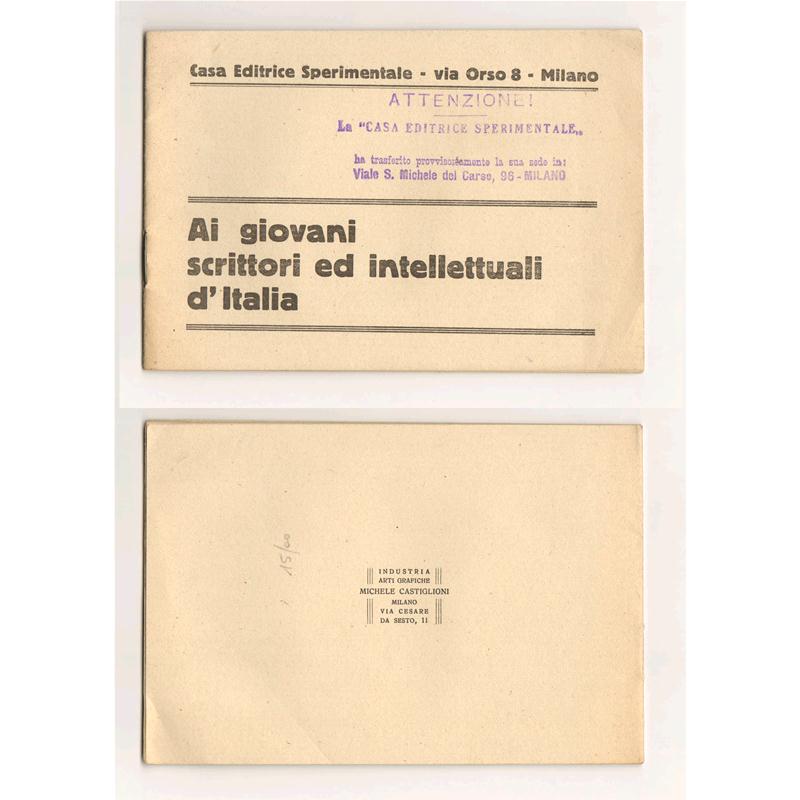 Casa Editrice Sperimentale - via Orso 8 - Milano
ATTENZIONE!
La "CASA EDITRICE SPERIMENTALE„
ha trasferito provvisoriamente la sua sede in:
Viale S. Michele del Carso, 96 - MILANO
Ai giovani
scrittori ed intellettuali
d'Italia
15/00
INDUSTRIA
ARTI GRAFICHE
MICHELE CASTIGLIONI
MILANO
VIA CESARE
DA SESTO, 11